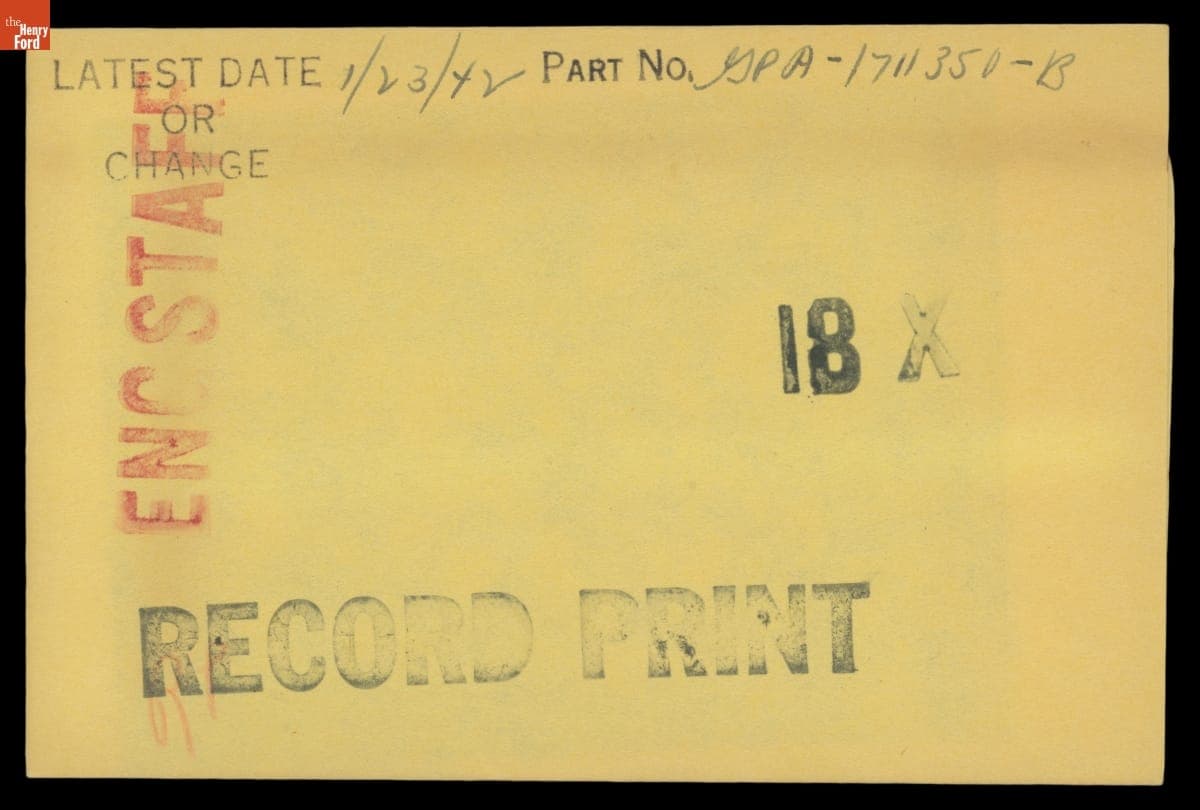 the
Henry
Ford
LATEST DATE 1/23/42 PART NO. GPA-1711350-B
OR
CHANGE
ENG STAFF
18 X
RECORD PRINT